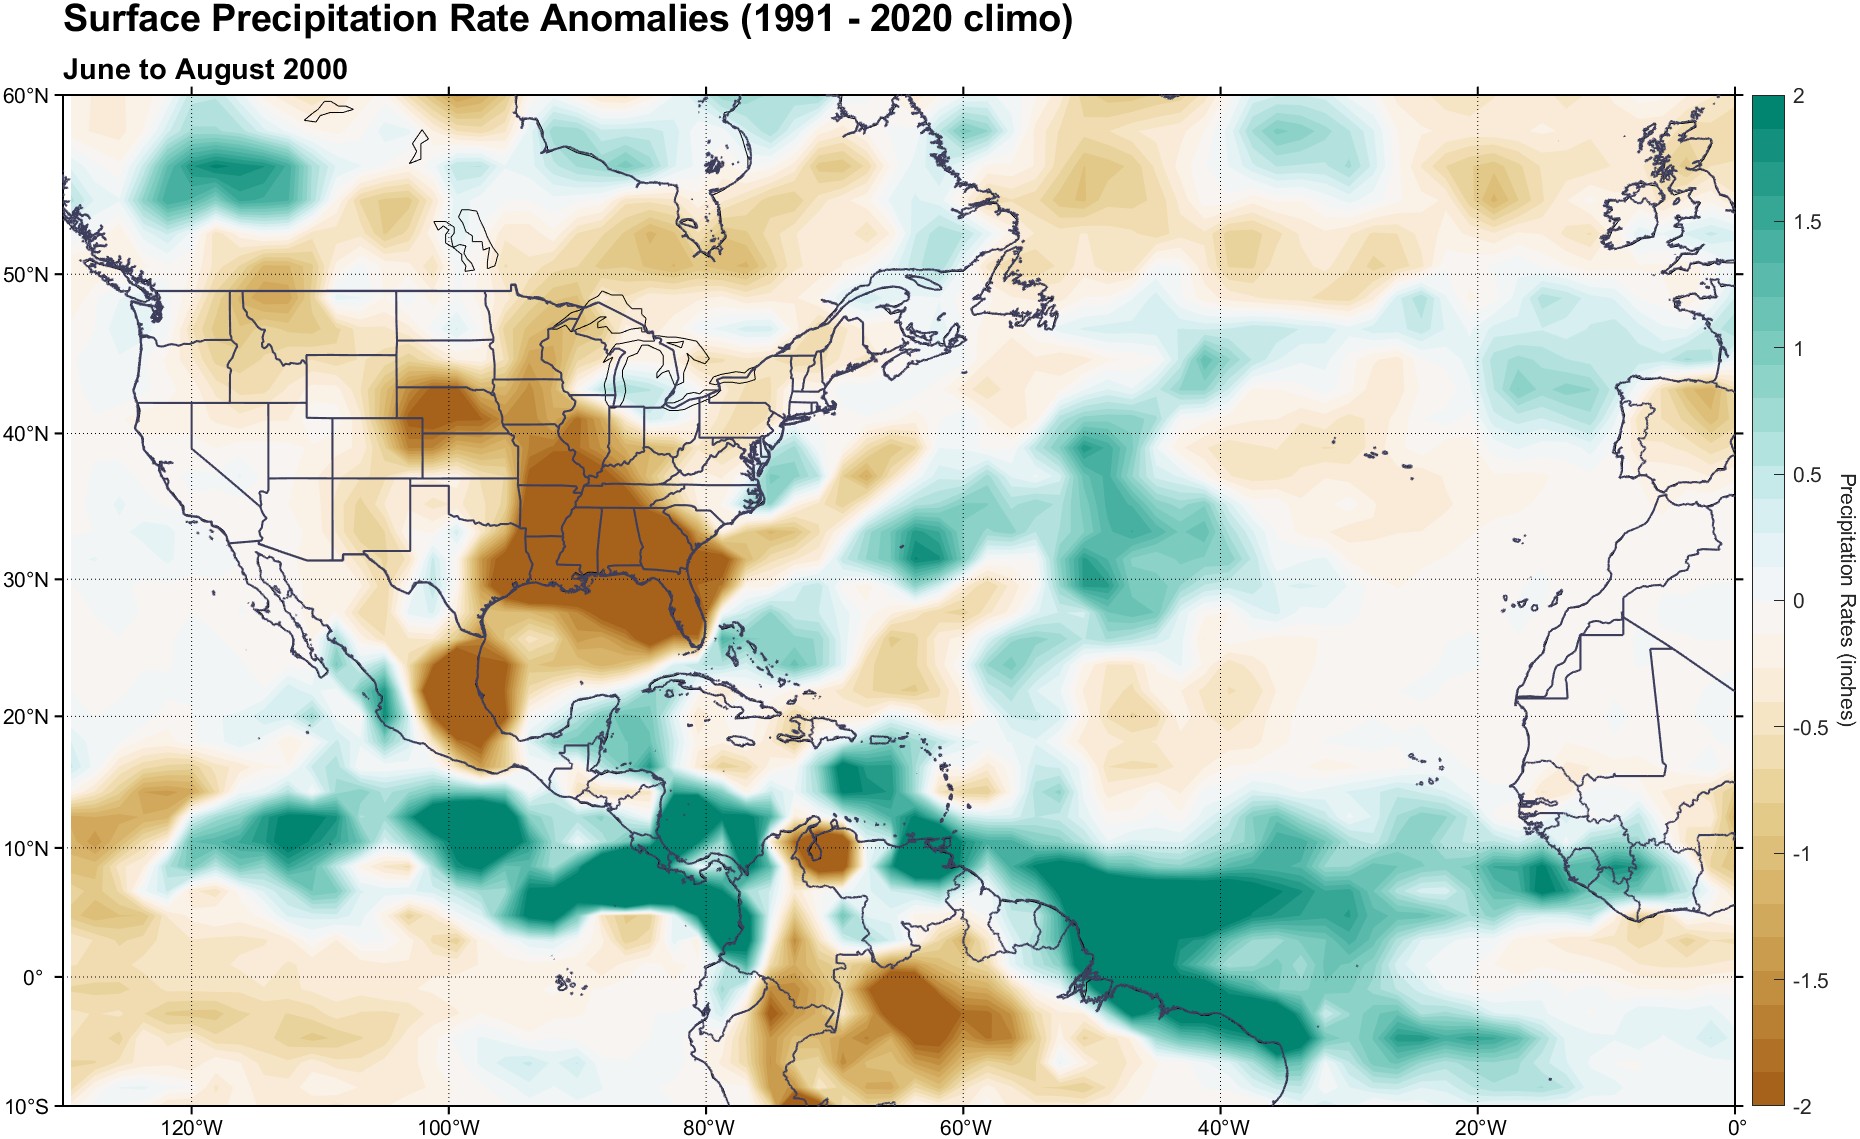 Surface Precipitation Rate Anomalies (1991 - 2020 climo)
June to August 2000
60°N
50°N
40°N
30°N
20°N
10°N
0°
10°S
120°W
100°W
80°W
60°W
40°W
20°W
0°
2
1.5
1
0.5
0
-0.5
-1
-1.5
-2
Precipitation Rates (inches)